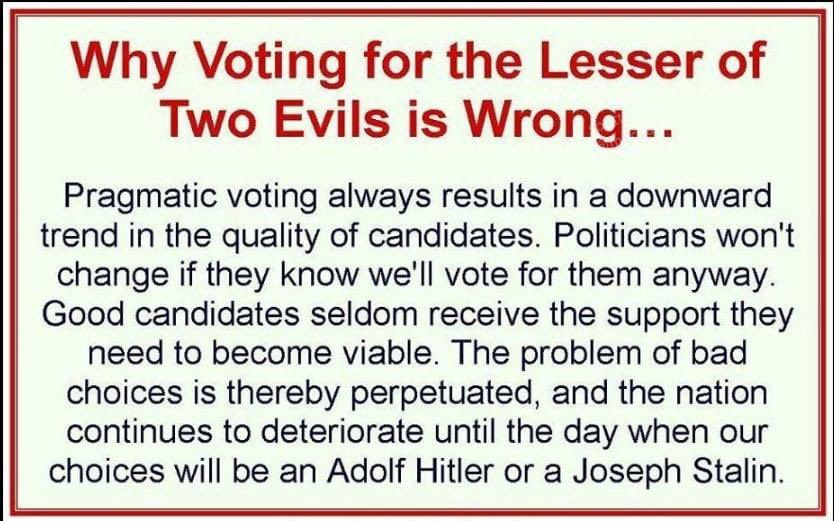 Why Voting for the Lesser of
Two Evils is Wrong...
Pragmatic voting always results in a downward
trend in the quality of candidates. Politicians won't
change if they know we'll vote for them anyway.
Good candidates seldom receive the support they
need to become viable. The problem of bad
choices is thereby perpetuated, and the nation
continues to deteriorate until the day when our
choices will be an Adolf Hitler or a Joseph Stalin.